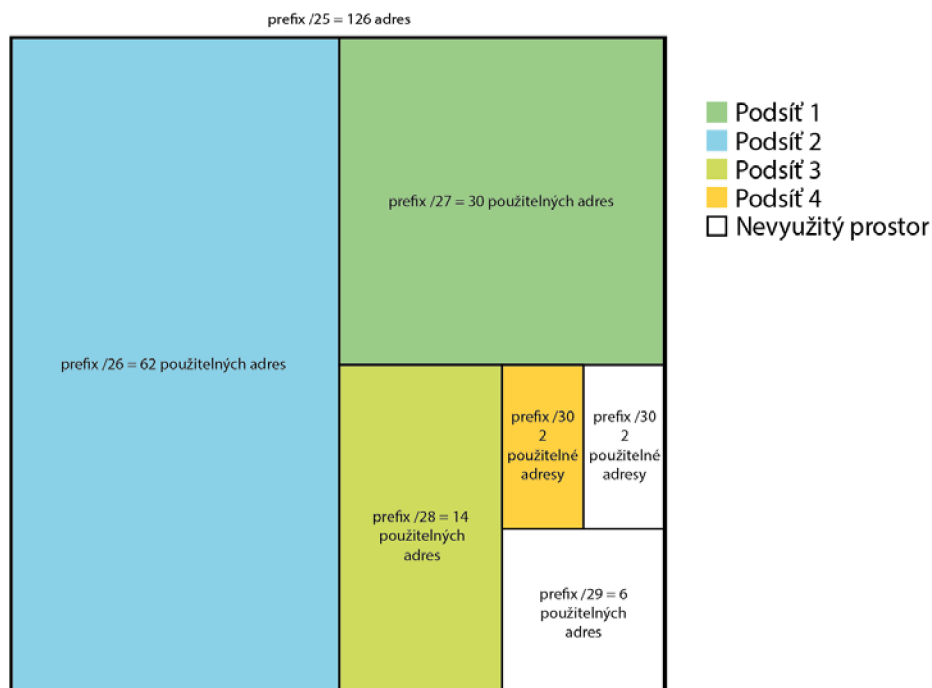 prefix /25 = 126 adres
Podsíť 1
Podsíť 2
Podsíť 3
Podsíť 4
Nevyužitý prostor
prefix /27 = 30 použitelných adres
prefix /26 = 62 použitelných adres
prefix /30
2
použitelné
adresy
prefix /30
2
použitelné
adresy
prefix /28 = 14
použitelných
adres
prefix /29 = 6
použitelných
adres